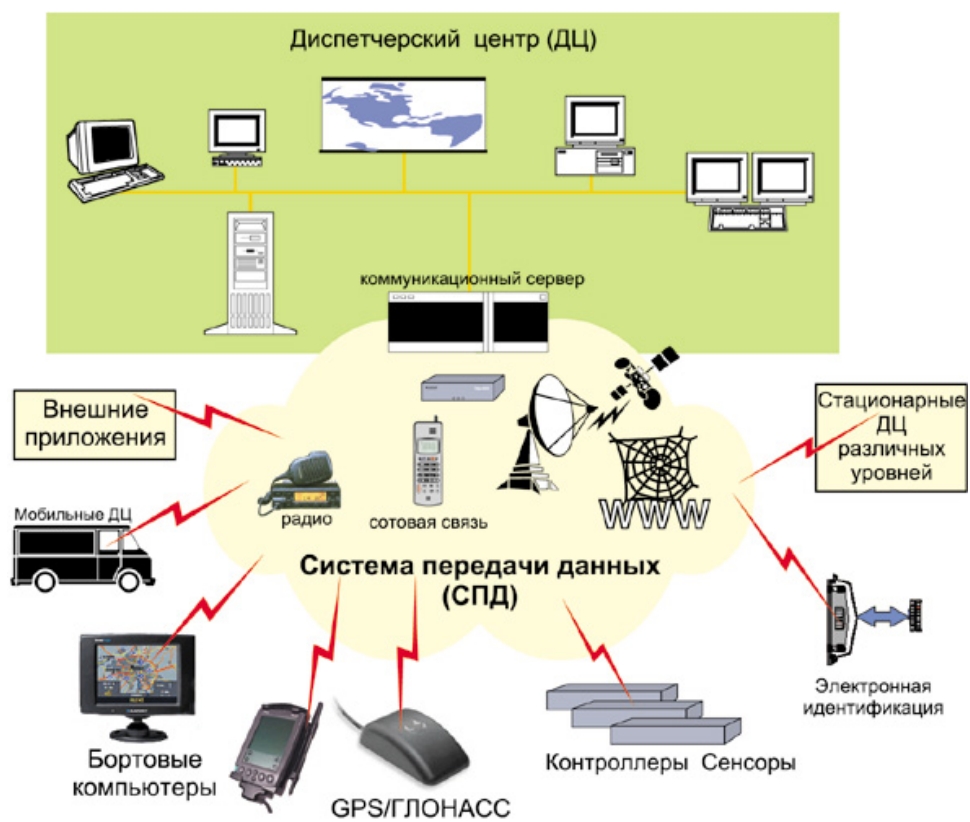 Диспетчерский центр (ДЦ)
коммуникационный сервер
Внешние
приложения
Стационарные
ДЦ
различных
уровней
Мобильные ДЦ
радио
сотовая связь
WWW
Система передачи данных
(СПД)
Бортовые
компьютеры
GPS/ГЛОНАСС
Контроллеры Сенсоры
Электронная
идентификация